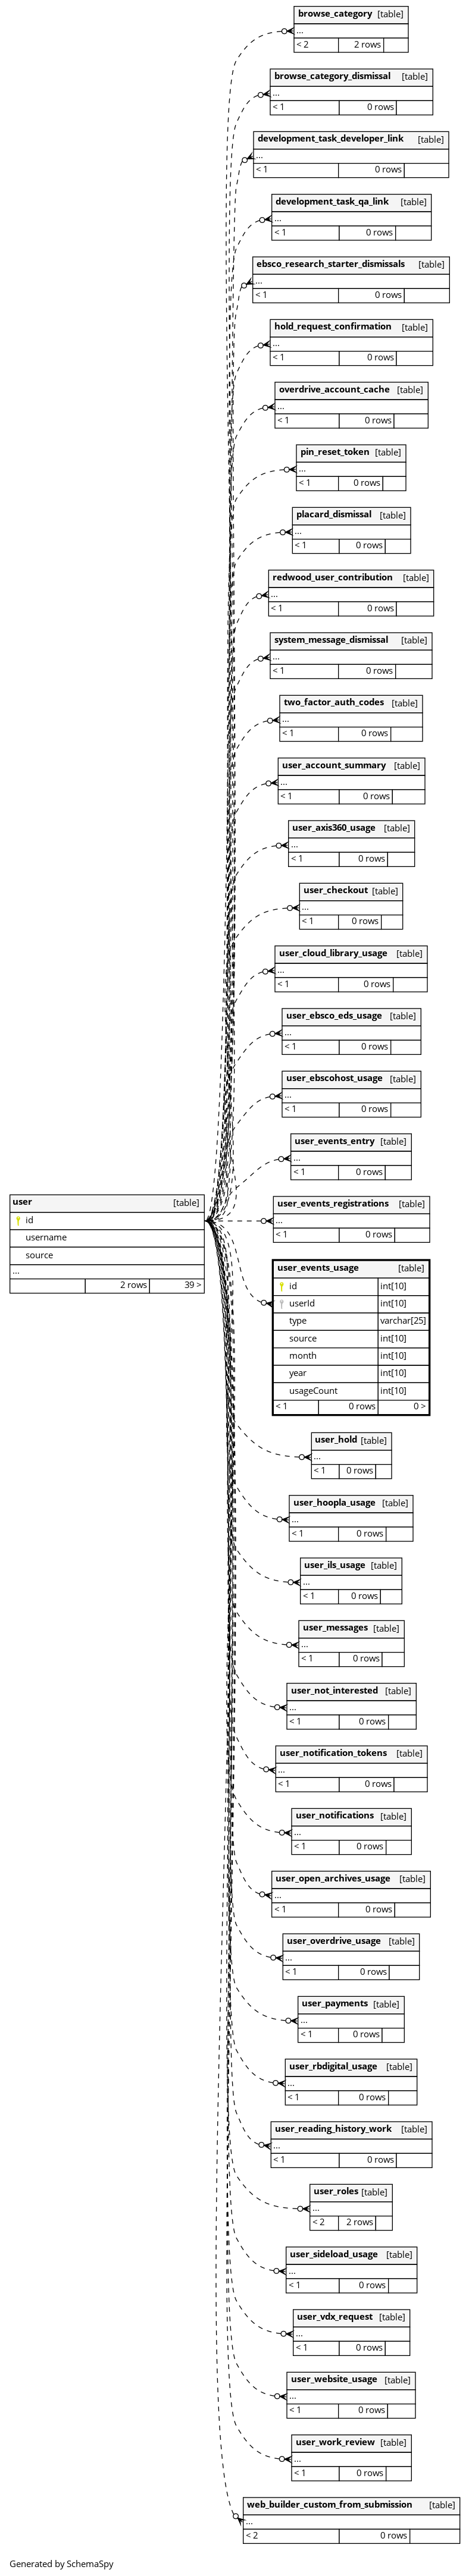 browse_category [table]
...
< 2 2 rows
browse_category_dismissal [table]
...
< 1 0 rows
development_task_developer_link [table]
...
< 1 0 rows
development_task_qa_link [table]
...
< 1 0 rows
ebsco_research_starter_dismissals [table]
...
< 1 0 rows
hold_request_confirmation [table]
...
< 1 0 rows
overdrive_account_cache [table]
...
< 1 0 rows
pin_reset_token [table]
...
< 1 0 rows
placard_dismissal [table]
...
< 1 0 rows
redwood_user_contribution [table]
...
< 1 0 rows
system_message_dismissal [table]
...
< 1 0 rows
two_factor_auth_codes [table]
...
< 1 0 rows
user_account_summary [table]
...
< 1 0 rows
user_axis360_usage [table]
...
< 1 0 rows
user_checkout [table]
...
< 1 0 rows
user_cloud_library_usage [table]
...
< 1 0 rows
user_ebsco_eds_usage [table]
...
< 1 0 rows
user_ebscohost_usage [table]
...
< 1 0 rows
user_events_entry [table]
...
< 1 0 rows
user [table]
id
username
source
...
2 rows 39 >
user_events_registrations [table]
...
< 1 0 rows
user_events_usage [table]
id int[10]
userId int[10]
type varchar[25]
source int[10]
month int[10]
year int[10]
usageCount int[10]
< 1 0 rows 0 >
user_hold [table]
...
< 1 0 rows
user_hoopla_usage [table]
...
< 1 0 rows
user_ils_usage [table]
...
< 1 0 rows
user_messages [table]
...
< 1 0 rows
user_not_interested [table]
...
< 1 0 rows
user_notification_tokens [table]
...
< 1 0 rows
user_notifications [table]
...
< 1 0 rows
user_open_archives_usage [table]
...
< 1 0 rows
user_overdrive_usage [table]
...
< 1 0 rows
user_payments [table]
...
< 1 0 rows
user_rbdigital_usage [table]
...
< 1 0 rows
user_reading_history_work [table]
...
< 1 0 rows
user_roles [table]
...
< 2 2 rows
user_sideload_usage [table]
...
< 1 0 rows
user_vdx_request [table]
...
< 1 0 rows
user_website_usage [table]
...
< 1 0 rows
user_work_review [table]
...
< 1 0 rows
web_builder_custom_from_submission [table]
...
< 2 0 rows
Generated by SchemaSpy